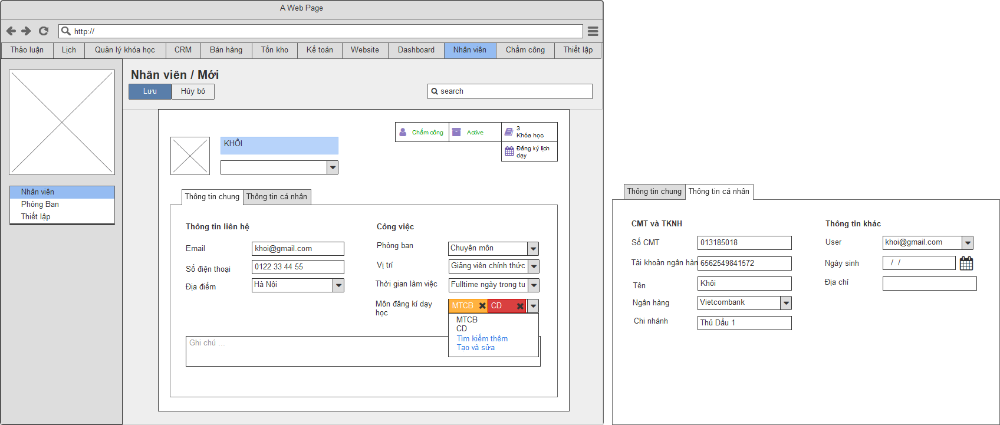 A Web Page
http://
Thảo luận Lịch Quản lý khóa học CRM Bán hàng Tồn kho Kế toán Website Dashboard Nhân viên Chấm công Thiết lập
Nhân viên / Mới
Lưu Hủy bỏ
search
Nhân viên
Phòng Ban
Thiết lập
KHÔI
Chấm công
Active
3
Khóa học
Đăng ký lịch
dạy
Thông tin chung Thông tin cá nhân
Thông tin liên hệ
Email khoi@gmail.com
Số điện thoại 0122 33 44 55
Địa điểm Hà Nội
Công việc
Phòng ban Chuyên môn
Vị trí Giảng viên chính thức
Thời gian làm việc Fulltime ngày trong tu
Môn đăng kí dạy
học
MTCB CD
MTCB
CD
Tìm kiếm thêm
Tạo và sửa
Ghi chú ...
Thông tin chung Thông tin cá nhân
CMT và TKNH
Số CMT 013185018
Tài khoản ngân hàn 6562549841572
Tên Khôi
Ngân hàng Vietcombank
Chi nhánh Thủ Dầu 1
Thông tin khác
User khoi@gmail.com
Ngày sinh / /
Địa chỉ